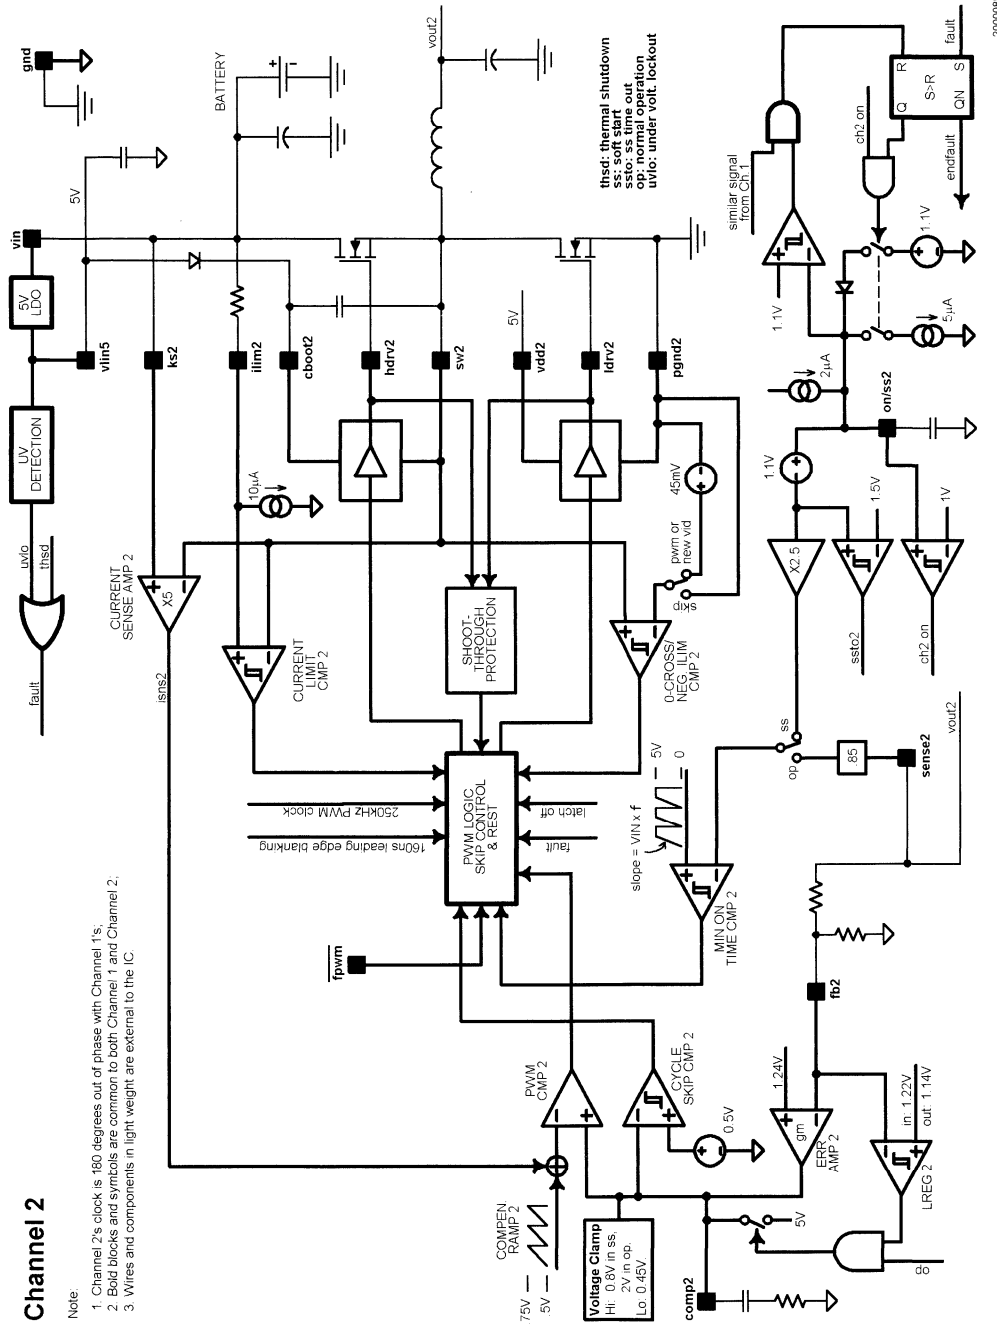 Channel 2
Note:
1. Channel 2's clock is 180 degrees out of phase with Channel 1's;
2. Bold blocks and symbols are common to both Channel 1 and Channel 2;
3. Wires and components in light weight are external to the IC.
gnd
vin
5V
LDO
5V
vlin5
UV
DETECTION
uvlo
thsd
fault
BATTERY
+
−
vout2
thsd: thermal shutdown
ss: soft start
ssto: ss time out
op: normal operation
uvlo: under volt. lockout
ks2
ilim2
cboot2
hdrv2
sw2
5V
vdd2
ldrv2
pgnd2
10µA
CURRENT
SENSE AMP 2
X5
isns2
CURRENT
LIMIT
CMP 2
SHOOT-
THROUGH
PROTECTION
45mV
pwm or
new vid
skip
0-CROSS/
NEG ILIM
CMP 2
PWM LOGIC
SKIP CONTROL
& REST
250kHz PWM clock
160ns leading edge blanking
latch off
fault
fpwm
similar signal
from Ch.1
ch2 on
R
S
S>R
Q
QN
fault
endfault
1.1V
1.1V
5µA
2µA
on/ss2
1.1V
X2.5
1.5V
1V
ssto2
ch2 on
ss
op
.85
sense2
vout2
slope = VIN x f
5V
0
MIN ON
TIME CMP 2
fb2
PWM
CMP 2
CYCLE
SKIP CMP 2
0.5V
1.24V
gm
ERR
AMP 2
in: 1.22V
out: 1.14V
LREG 2
COMPEN.
RAMP 2
.75V
.5V
Voltage Clamp
Hi: 0.8V in ss,
2V in op.
Lo: 0.45V.
comp2
5V
op